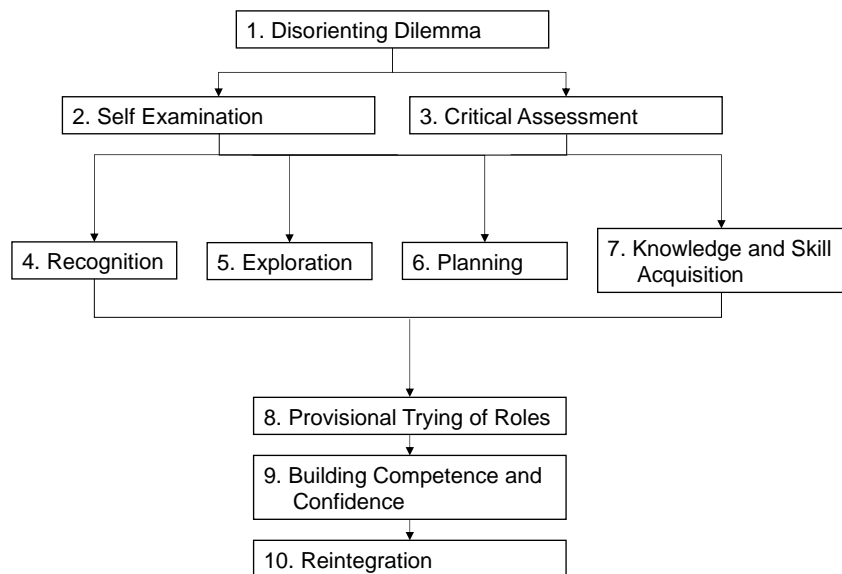 1. Disorienting Dilemma
2. Self Examination
3. Critical Assessment
4. Recognition
5. Exploration
6. Planning
7. Knowledge and Skill
Acquisition
8. Provisional Trying of Roles
9. Building Competence and
Confidence
10. Reintegration